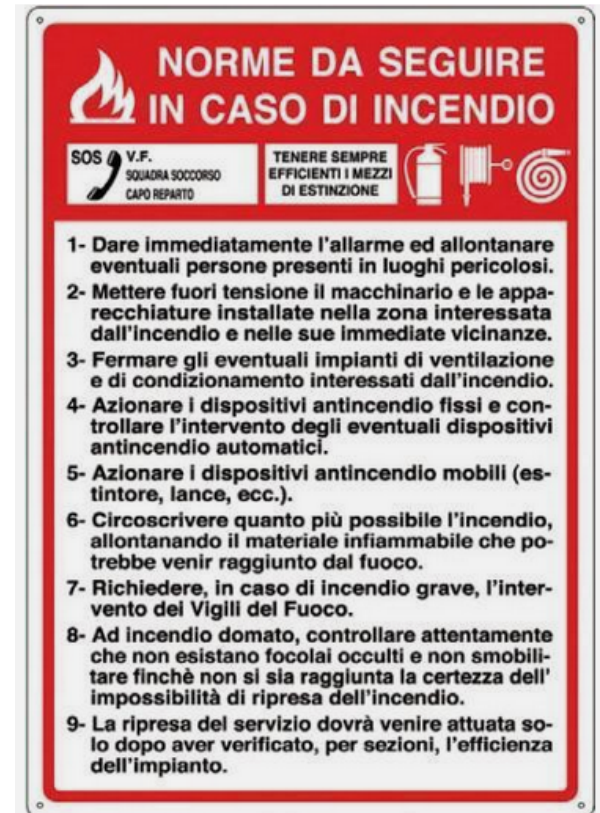 NORME DA SEGUIRE
IN CASO DI INCENDIO
SOS V.F.
SQUADRA SOCCORSO
CAPO REPARTO
TENERE SEMPRE
EFFICIENTI I MEZZI
DI ESTINZIONE
1- Dare immediatamente l'allarme ed allontanare
eventuali persone presenti in luoghi pericolosi.
2- Mettere fuori tensione il macchinario e le appa-
recchiature installate nella zona interessata
dall'incendio e nelle sue immediate vicinanze.
3- Fermare gli eventuali impianti di ventilazione
e di condizionamento interessati dall'incendio.
4- Azionare i dispositivi antincendio fissi e con-
trollare l'intervento degli eventuali dispositivi
antincendio automatici.
5- Azionare i dispositivi antincendio mobili (es-
tintore, lance, ecc.).
6- Circoscrivere quanto più possibile l'incendio,
allontanando il materiale infiammabile che po-
trebbe venir raggiunto dal fuoco.
7- Richiedere, in caso di incendio grave, l'inter-
vento dei Vigili del Fuoco.
8- Ad incendio domato, controllare attentamente
che non esistano focolai occulti e non smobili-
tare finchè non si sia raggiunta la certezza dell'
impossibilità di ripresa dell'incendio.
9- La ripresa del servizio dovrà venire attuata so-
lo dopo aver verificato, per sezioni, l'efficienza
dell'impianto.